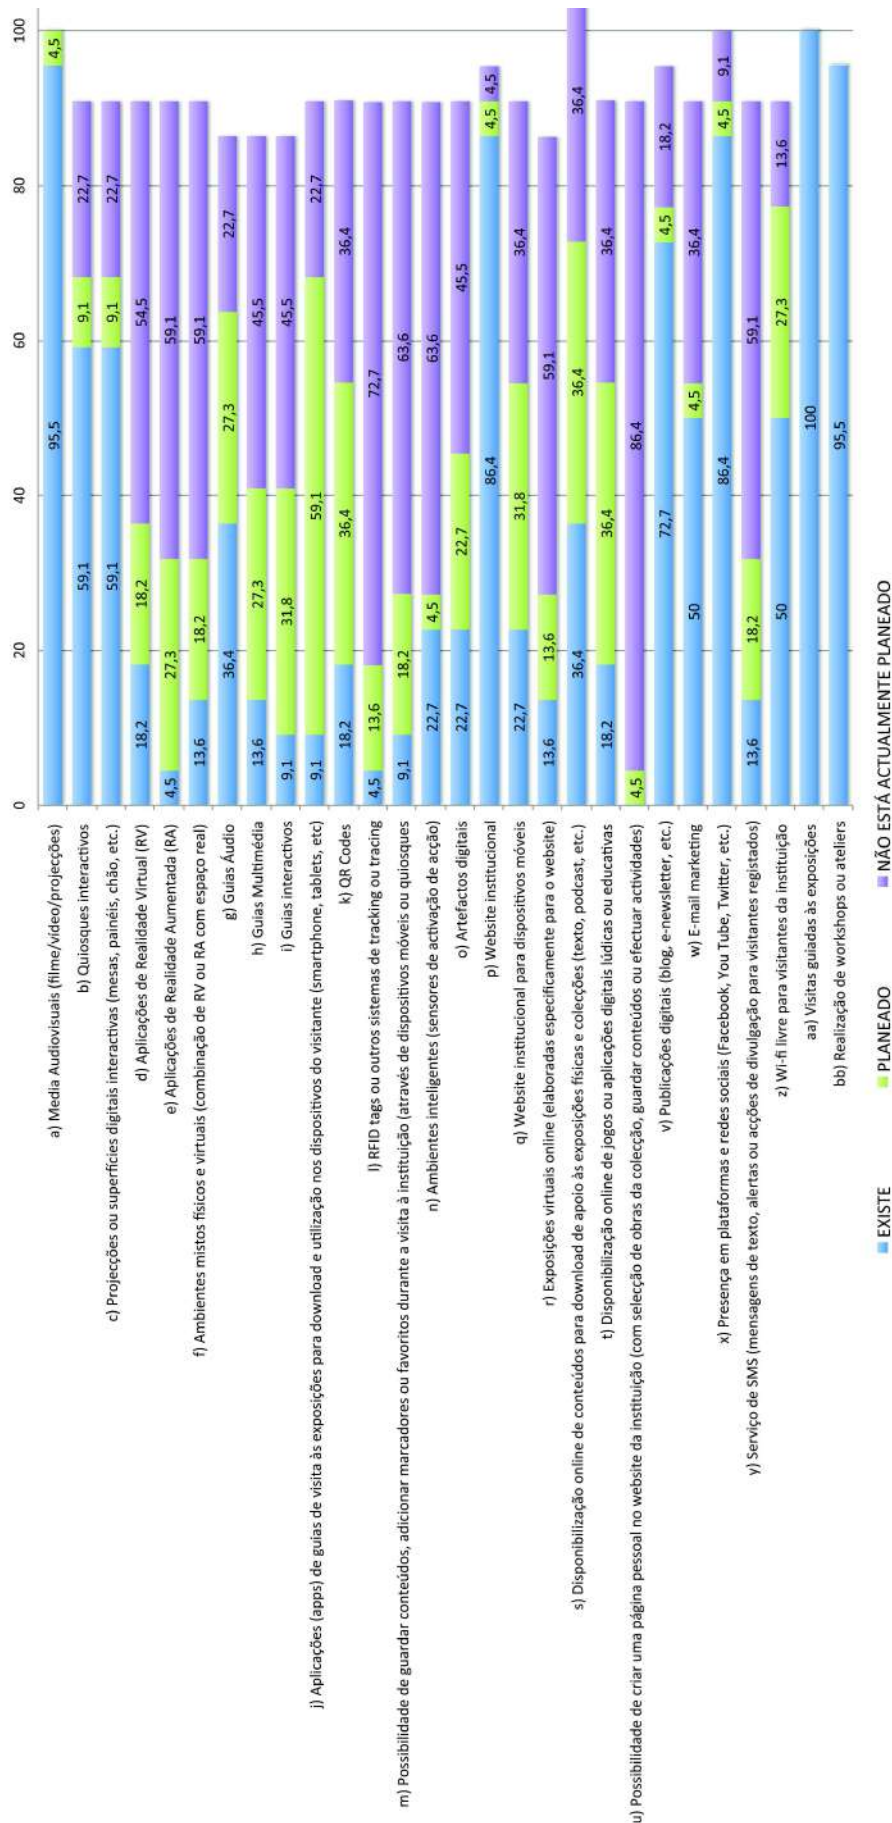 0
20
40
60
80
100
a) Media Audiovisuais (filme/vídeo/projecções)
95,5
4,5
b) Quiosques interactivos
59,1
9,1
22,7
c) Projecções ou superfícies digitais interactivas (mesas, painéis, chão, etc.)
59,1
9,1
22,7
d) Aplicações de Realidade Virtual (RV)
18,2
18,2
54,5
e) Aplicações de Realidade Aumentada (RA)
4,5
27,3
59,1
f) Ambientes mistos físicos e virtuais (combinação de RV ou RA com espaço real)
13,6
18,2
59,1
g) Guias Áudio
36,4
27,3
22,7
h) Guias Multimédia
13,6
27,3
45,5
i) Guias interactivos
9,1
31,8
45,5
j) Aplicações (apps) de guias de visita às exposições para download e utilização nos dispositivos do visitante (smartphone, tablets, etc)
9,1
59,1
22,7
k) QR Codes
18,2
36,4
36,4
l) RFID tags ou outros sistemas de tracking ou tracing
4,5
13,6
72,7
m) Possibilidade de guardar conteúdos, adicionar marcadores ou favoritos durante a visita à instituição (através de dispositivos móveis ou quiosques
9,1
18,2
63,6
n) Ambientes inteligentes (sensores de activação de acção)
22,7
4,5
63,6
o) Artefactos digitais
22,7
22,7
45,5
p) Website institucional
86,4
4,5
4,5
q) Website institucional para dispositivos móveis
22,7
31,8
36,4
r) Exposições virtuais online (elaboradas especificamente para o website)
13,6
13,6
59,1
s) Disponibilização online de conteúdos para download de apoio às exposições físicas e colecções (texto, podcast, etc.)
36,4
36,4
36,4
t) Disponibilização online de jogos ou aplicações digitais lúdicas ou educativas
18,2
36,4
36,4
u) Possibilidade de criar uma página pessoal no website da instituição (com selecção de obras da colecção, guardar conteúdos ou efectuar actividades)
4,5
86,4
v) Publicações digitais (blog, e-newsletter, etc.)
72,7
4,5
18,2
w) E-mail marketing
50
4,5
36,4
x) Presença em plataformas e redes sociais (Facebook, You Tube, Twitter, etc.)
86,4
4,5
9,1
y) Serviço de SMS (mensagens de texto, alertas ou acções de divulgação para visitantes registados)
13,6
18,2
59,1
z) Wi-fi livre para visitantes da instituição
50
27,3
13,6
aa) Visitas guiadas às exposições
100
bb) Realização de workshops ou ateliers
95,5
EXISTE
PLANEADO
NÃO ESTÁ ACTUALMENTE PLANEADO